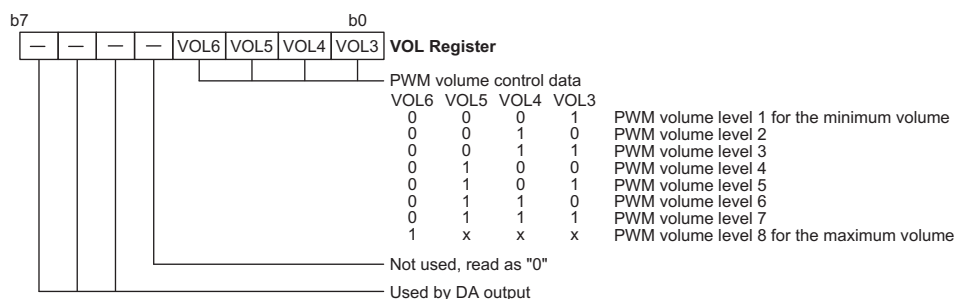 b7 b0
— — — — VOL6 VOL5 VOL4 VOL3 VOL Register
PWM volume control data
VOL6 VOL5 VOL4 VOL3
0 0 0 1 PWM volume level 1 for the minimum volume
0 0 1 0 PWM volume level 2
0 0 1 1 PWM volume level 3
0 1 0 0 PWM volume level 4
0 1 0 1 PWM volume level 5
0 1 1 0 PWM volume level 6
0 1 1 1 PWM volume level 7
1 x x x PWM volume level 8 for the maximum volume
Not used, read as "0"
Used by DA output